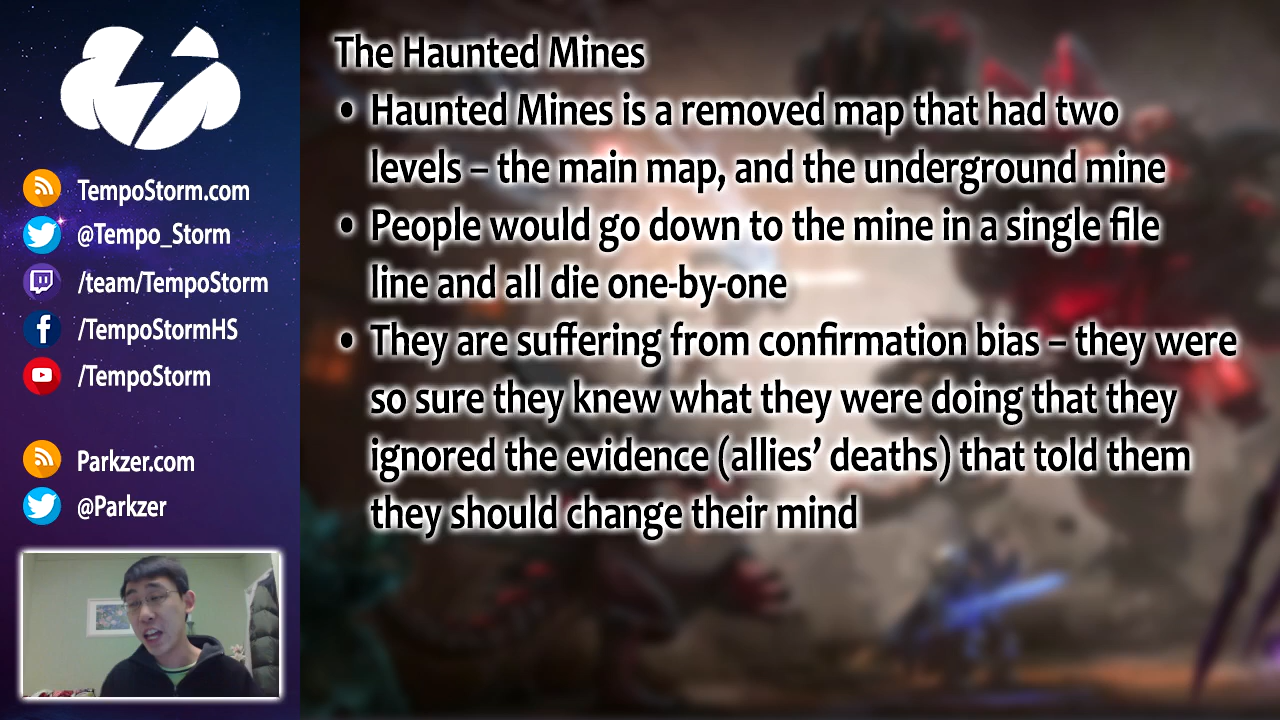 TempoStorm.com
@Tempo_Storm
/team/TempoStorm
/TempoStormHS
/TempoStorm
Parkzer.com
@Parkzer
The Haunted Mines
• Haunted Mines is a removed map that had two
levels – the main map, and the underground mine
• People would go down to the mine in a single file
line and all die one-by-one
• They are suffering from confirmation bias – they were
so sure they knew what they were doing that they
ignored the evidence (allies’ deaths) that told them
they should change their mind